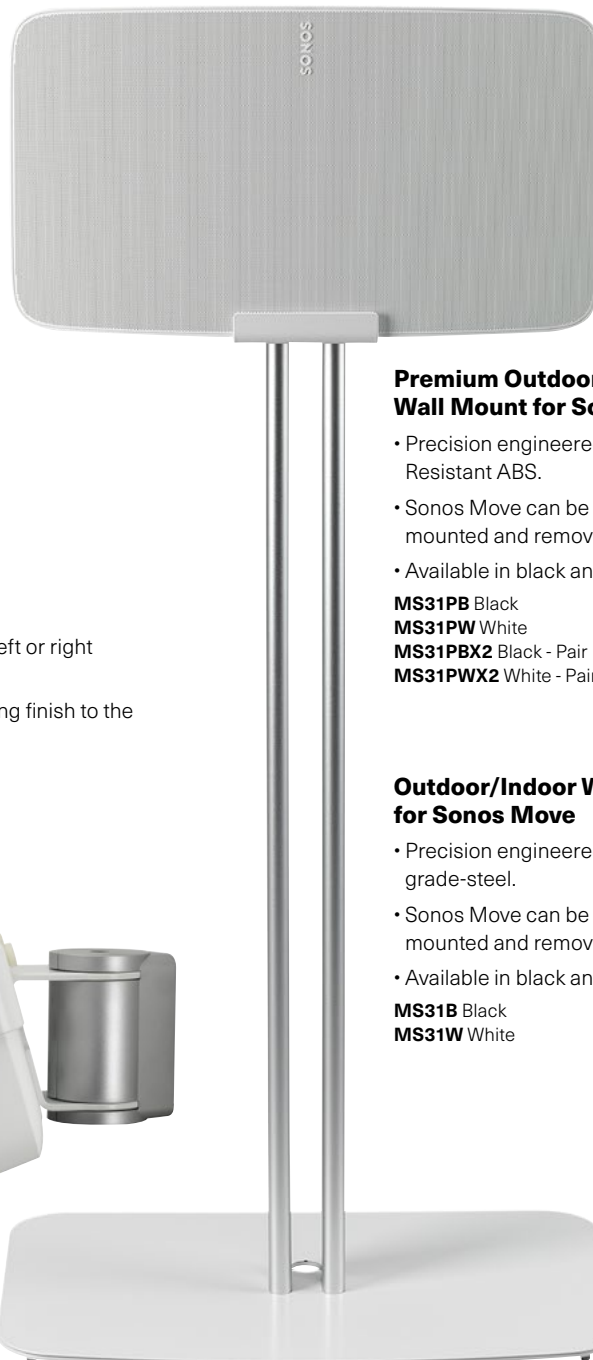 SONOS
Premium Outdoor
Wall Mount for
• Precision engineere
Resistant ABS.
• Sonos Move can be
mounted and remov
• Available in black an
MS31PB Black
MS31PW White
MS31PBX2 Black - Pair
MS31PWX2 White - Pair
eft or right
ng finish to the
Outdoor/Indoor W
for Sonos Move
• Precision engineere
grade-steel.
• Sonos Move can be
mounted and remov
• Available in black an
MS31B Black
MS31W White